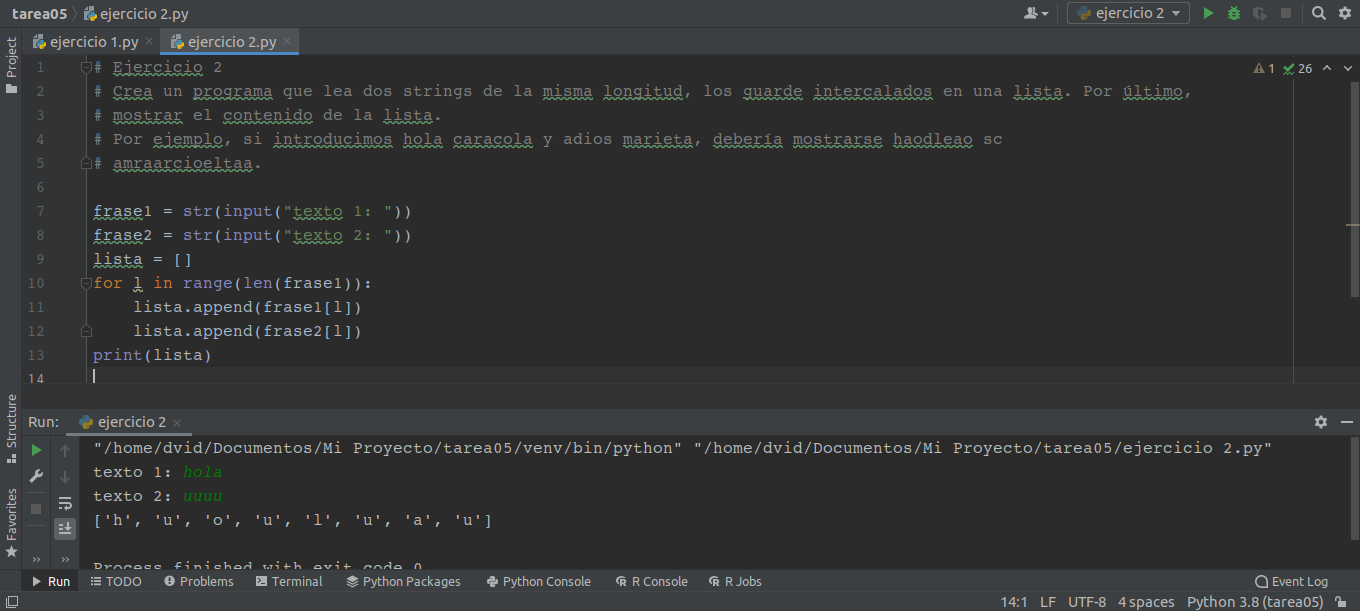 tarea05 ejercicio 2.py ejercicio 2
ejercicio 1.py ejercicio 2.py
Project
1 # Ejercicio 2
1 26
2 # Crea un programa que lea dos strings de la misma longitud, los guarde intercalados en una lista. Por último,
3 # mostrar el contenido de la lista.
4 # Por ejemplo, si introducimos hola caracola y adios marieta, debería mostrarse haodleao sc
5 # amraarcioeltaa.
6
7 frase1 = str(input("texto 1: "))
8 frase2 = str(input("texto 2: "))
9 lista = []
10 for l in range(len(frase1)):
11 lista.append(frase1[l])
12 lista.append(frase2[l])
13 print(lista)
14
Structure
Favorites
Run: ejercicio 2
"/home/dvid/Documentos/Mi Proyecto/tarea05/venv/bin/python" "/home/dvid/Documentos/Mi Proyecto/tarea05/ejercicio 2.py"
texto 1: hola
texto 2: uuuu
['h', 'u', 'o', 'u', 'l', 'u', 'a', 'u']
Process finished with exit code 0
Run TODO Problems Terminal Python Packages Python Console R Console R Jobs Event Log
14:1 LF UTF-8 4 spaces Python 3.8 (tarea05)